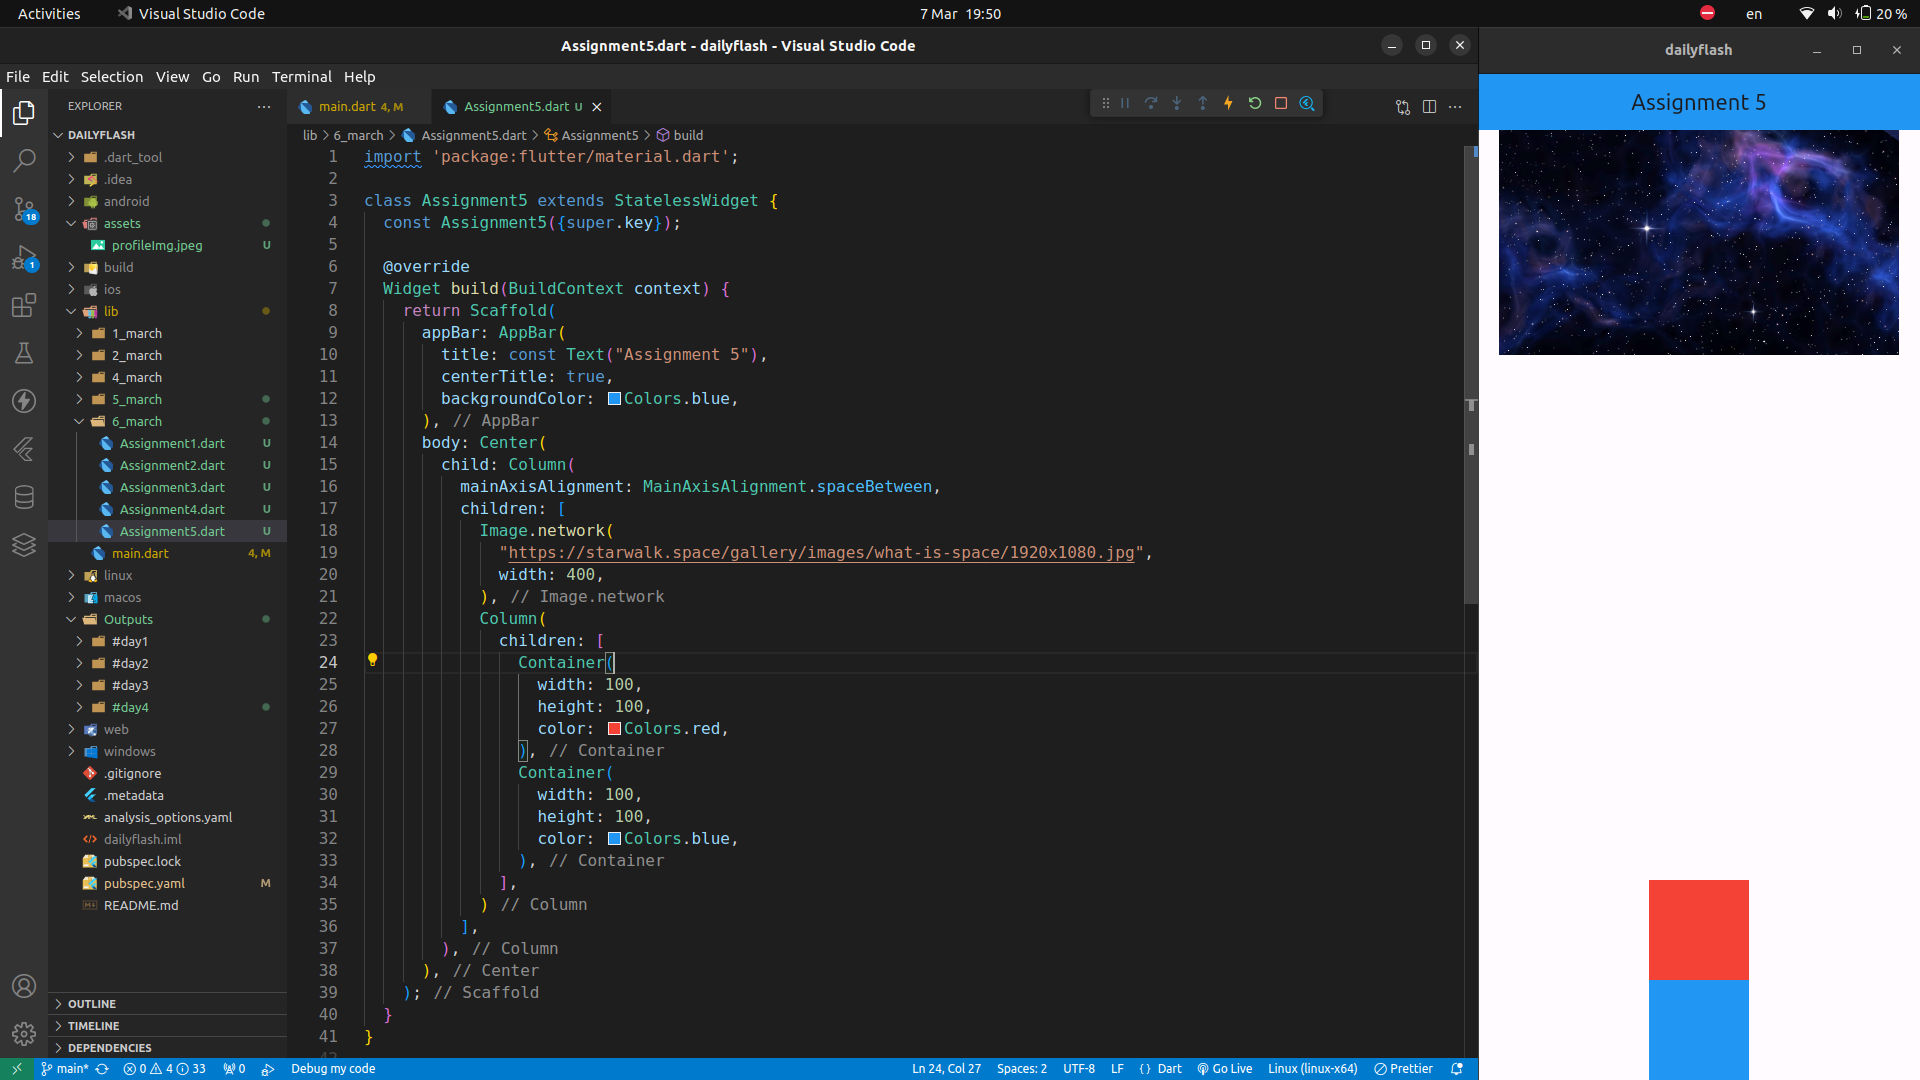 Activities
Visual Studio Code
7 Mar 19:50
en
20 %
Assignment5.dart - dailyflash - Visual Studio Code
File Edit Selection View Go Run Terminal Help
EXPLORER
DAILYFLASH
.dart_tool
.idea
android
assets
profileImg.jpeg U
build
ios
lib
1_march
2_march
4_march
5_march
6_march
Assignment1.dart U
Assignment2.dart U
Assignment3.dart U
Assignment4.dart U
Assignment5.dart U
main.dart 4, M
linux
macos
Outputs
#day1
#day2
#day3
#day4
web
windows
.gitignore
.metadata
analysis_options.yaml
dailyflash.iml
pubspec.lock
pubspec.yaml M
README.md
OUTLINE
TIMELINE
DEPENDENCIES
18
1
main.dart 4, M
Assignment5.dart U
lib > 6_march > Assignment5.dart > Assignment5 > build
1 import 'package:flutter/material.dart';
2
3 class Assignment5 extends StatelessWidget {
4 const Assignment5({super.key});
5
6 @override
7 Widget build(BuildContext context) {
8 return Scaffold(
9 appBar: AppBar(
10 title: const Text("Assignment 5"),
11 centerTitle: true,
12 backgroundColor: Colors.blue,
13 ), // AppBar
14 body: Center(
15 child: Column(
16 mainAxisAlignment: MainAxisAlignment.spaceBetween,
17 children: [
18 Image.network(
19 "https://starwalk.space/gallery/images/what-is-space/1920x1080.jpg",
20 width: 400,
21 ), // Image.network
22 Column(
23 children: [
24 Container(
25 width: 100,
26 height: 100,
27 color: Colors.red,
28 ), // Container
29 Container(
30 width: 100,
31 height: 100,
32 color: Colors.blue,
33 ), // Container
34 ],
35 ) // Column
36 ],
37 ), // Column
38 ), // Center
39 ); // Scaffold
40 }
41 }
42
main* 0 4 33 0 Debug my code
Ln 24, Col 27 Spaces: 2 UTF-8 LF {} Dart Go Live Linux (linux-x64) Prettier
dailyflash
Assignment 5